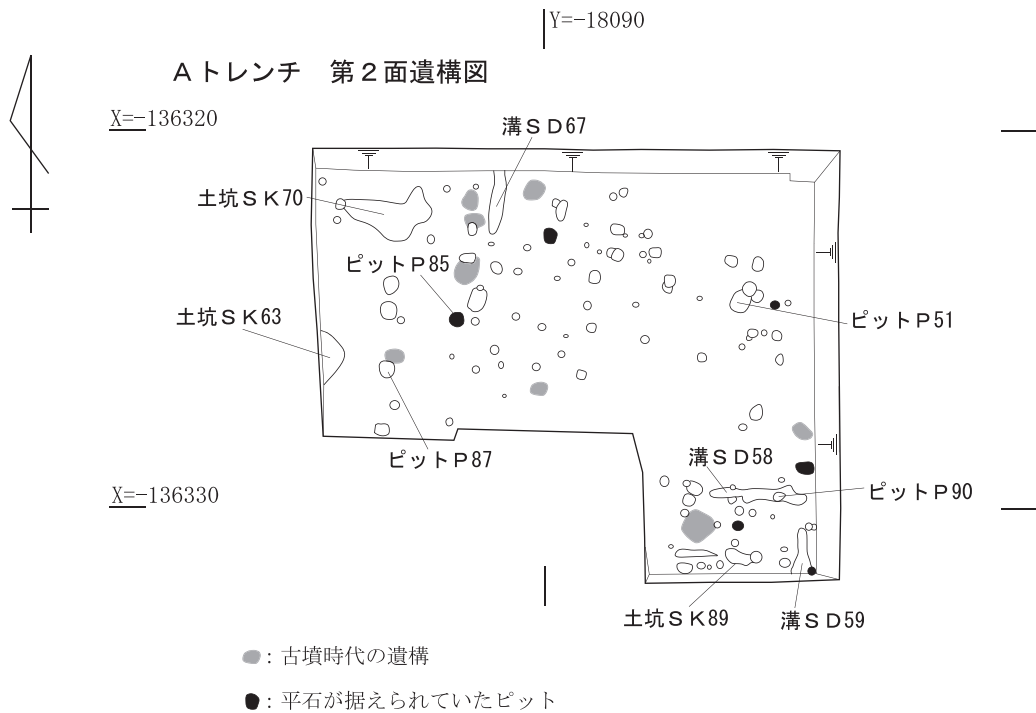 Y=-18090
Aトレンチ 第2面遺構図
X=-136320
溝SD67
土坑SK70
ピットP85
土坑SK63
ピットP51
ピットP87
溝SD58
X=-136330
ピットP90
土坑SK89
溝SD59
：古墳時代の遺構
：平石が据えられていたピット